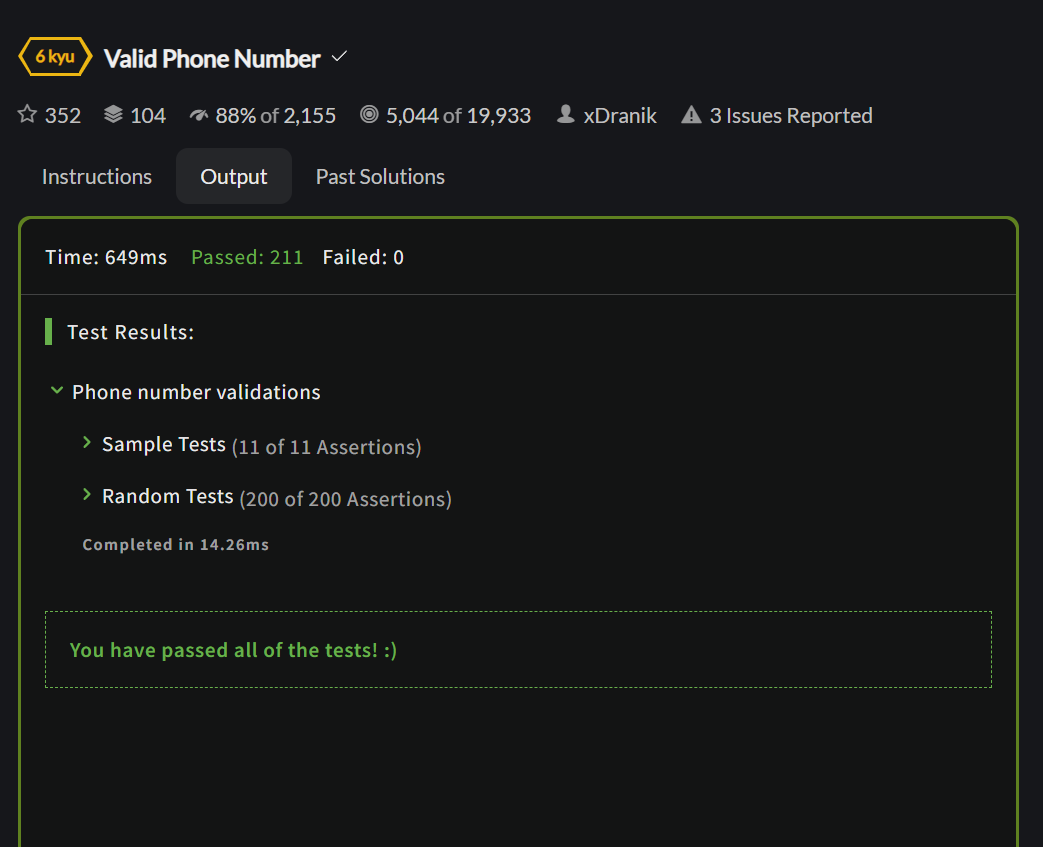 6 kyu Valid Phone Number
352 104 88% of 2,155 5,044 of 19,933 xDranik 3 Issues Reported
Instructions Output Past Solutions
Time: 649ms Passed: 211 Failed: 0
Test Results:
Phone number validations
Sample Tests (11 of 11 Assertions)
Random Tests (200 of 200 Assertions)
Completed in 14.26ms
You have passed all of the tests! :)